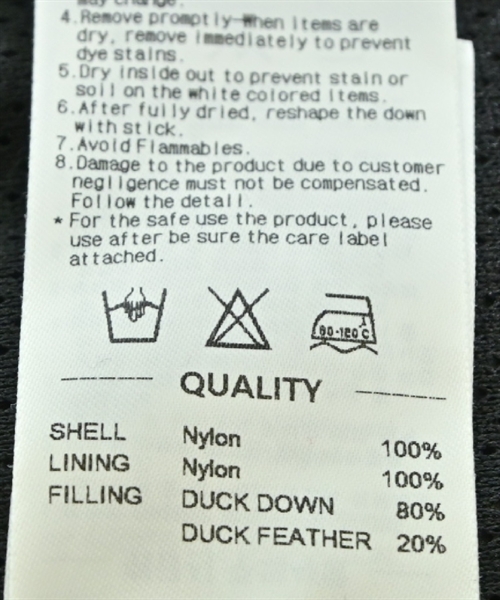 may change.
4.Remove promptly-When items are
dry, remove immediately to prevent
dye stains.
5.Dry inside out to prevent stain or
soil on the white colored items.
6.After fully dried, reshape the down
with stick.
7.Avoid Flammables.
8.Damage to the product due to customer
negligence must not be compensated.
Follow the detail.
* For the safe use the product, please
use after be sure the care label
attached.
80-120℃
QUALITY
SHELL Nylon 100%
LINING Nylon 100%
FILLING DUCK DOWN 80%
DUCK FEATHER 20%